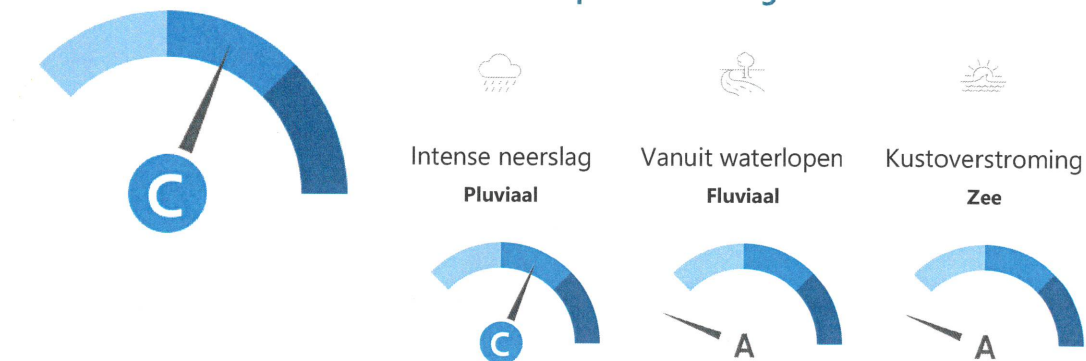 C
Intense neerslag
Pluviaal
C
Vanuit waterlopen
Fluviaal
A
Kustoverstroming
Zee
A